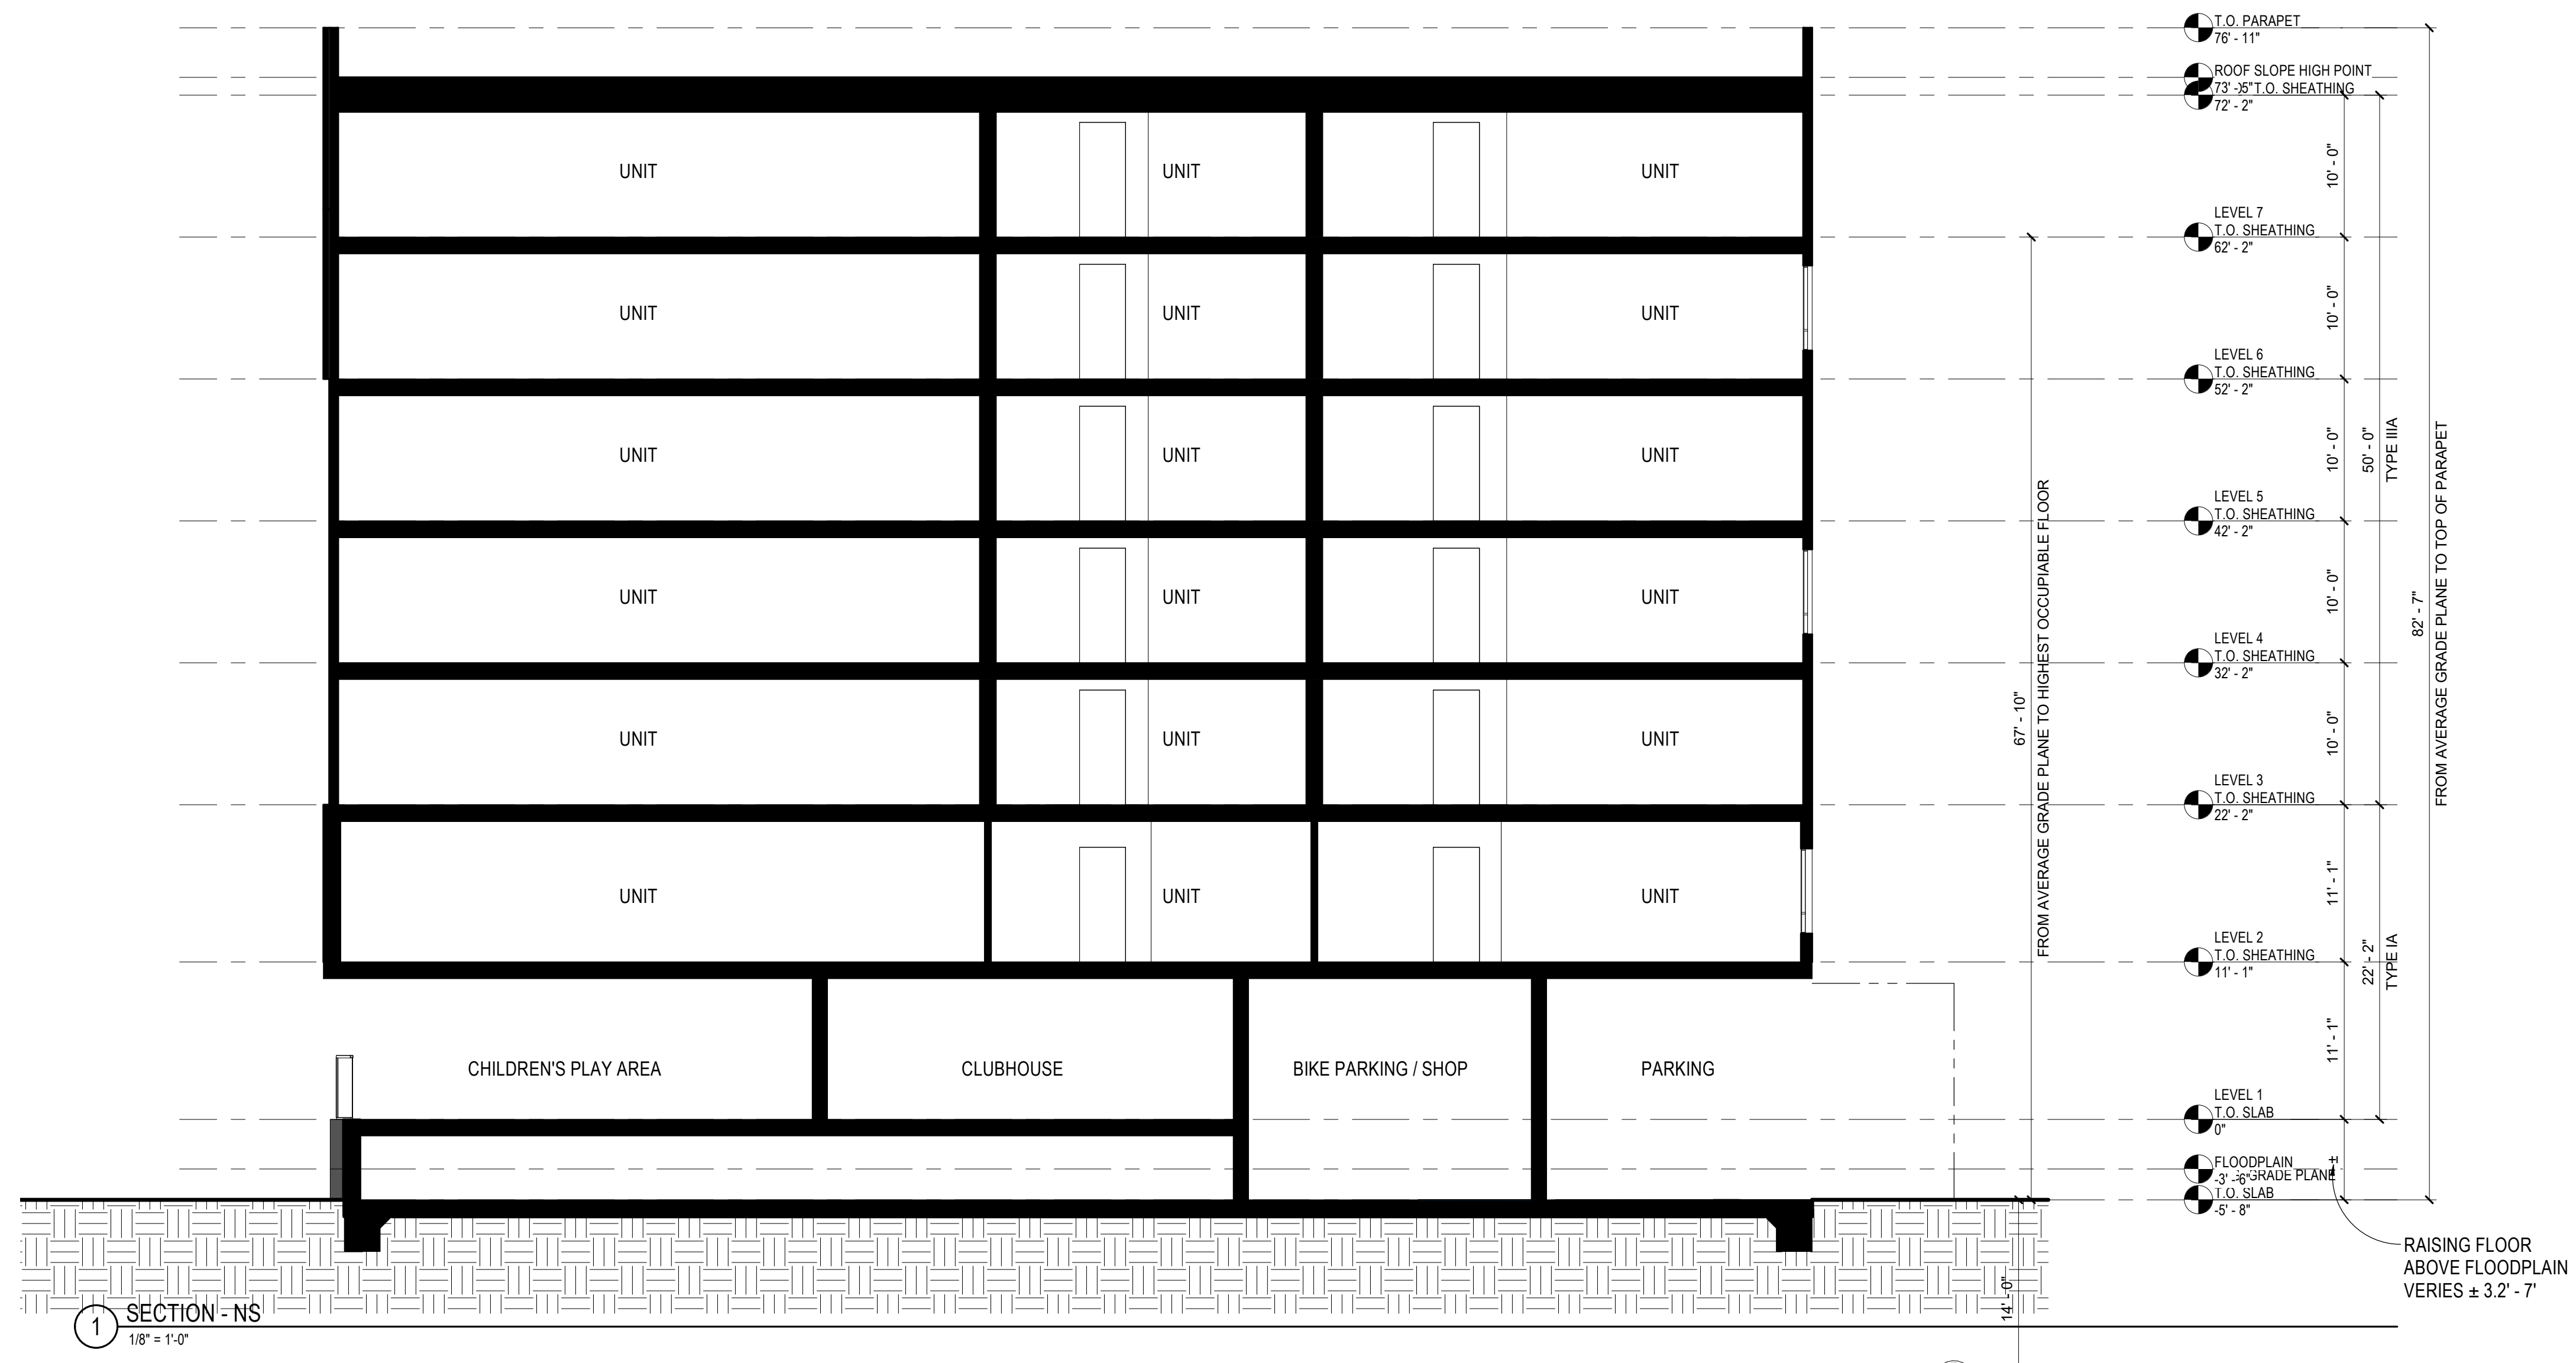 T.O. PARAPET
76' - 11"
ROOF SLOPE HIGH POINT
73' - 5" T.O. SHEATHING
72' - 2"
10' - 0"
UNIT UNIT UNIT
LEVEL 7
T.O. SHEATHING
62' - 2"
10' - 0"
UNIT UNIT UNIT
LEVEL 6
T.O. SHEATHING
52' - 2"
10' - 0"
50' - 0"
TYPE IIIA
UNIT UNIT UNIT
LEVEL 5
T.O. SHEATHING
42' - 2"
10' - 0"
82' - 7"
FROM AVERAGE GRADE PLANE TO TOP OF PARAPET
UNIT UNIT UNIT
LEVEL 4
T.O. SHEATHING
32' - 2"
67' - 10"
FROM AVERAGE GRADE PLANE TO HIGHEST OCCUPIABLE FLOOR
10' - 0"
UNIT UNIT UNIT
LEVEL 3
T.O. SHEATHING
22' - 2"
11' - 1"
UNIT UNIT UNIT
LEVEL 2
T.O. SHEATHING
11' - 1"
22' - 2"
TYPE IA
11' - 1"
CHILDREN'S PLAY AREA CLUBHOUSE BIKE PARKING / SHOP PARKING
LEVEL 1
T.O. SLAB
0"
±
FLOODPLAIN
-3' - 6" GRADE PLANE
T.O. SLAB
-5' - 8"
RAISING FLOOR
ABOVE FLOODPLAIN
VERIES ± 3.2' - 7'
14' - 0"
1 SECTION - NS
1/8" = 1'-0"